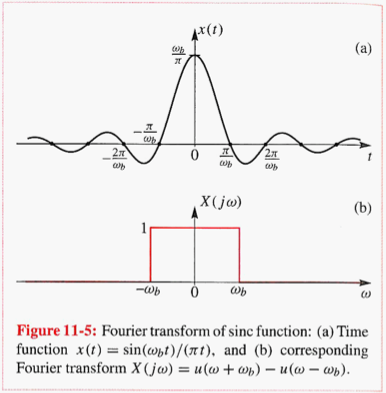 x(t)
(a)
ω_b/π
−π/ω_b
−2π/ω_b
0
π/ω_b
2π/ω_b
t
X(jω)
(b)
1
−ω_b
0
ω_b
ω
Figure 11-5: Fourier transform of sinc function: (a) Time
function x(t) = sin(ω_bt)/(πt), and (b) corresponding
Fourier transform X(jω) = u(ω + ω_b) − u(ω − ω_b).